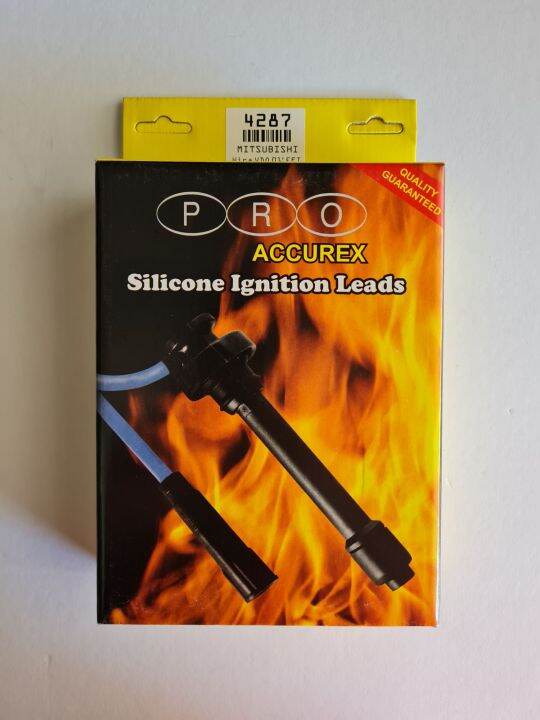 4287
MITSUBISHI
QUALITY
GUARANTEED
PRO
ACCUREX
Silicone Ignition Leads